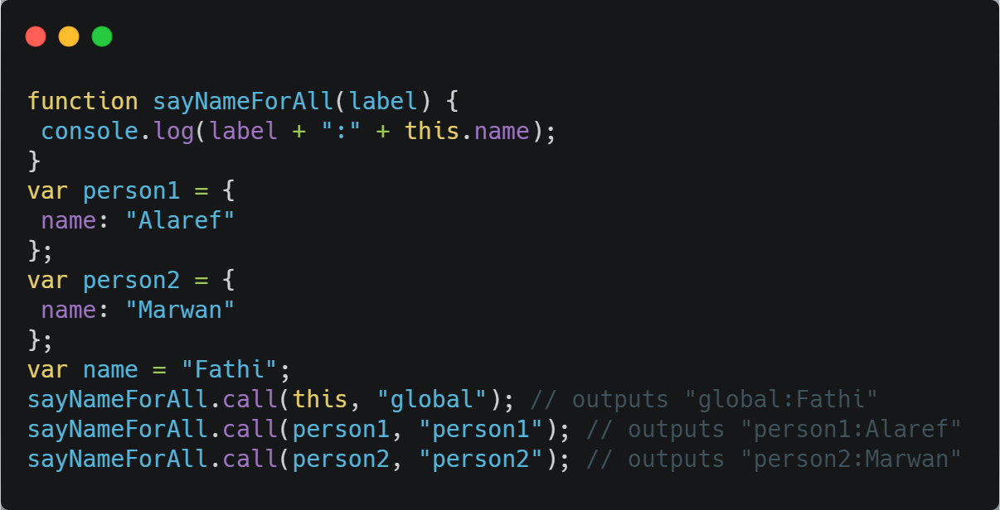 function sayNameForAll(label) {
 console.log(label + ":" + this.name);
}
var person1 = {
 name: "Alaref"
};
var person2 = {
 name: "Marwan"
};
var name = "Fathi";
sayNameForAll.call(this, "global"); // outputs "global:Fathi"
sayNameForAll.call(person1, "person1"); // outputs "person1:Alaref"
sayNameForAll.call(person2, "person2"); // outputs "person2:Marwan"